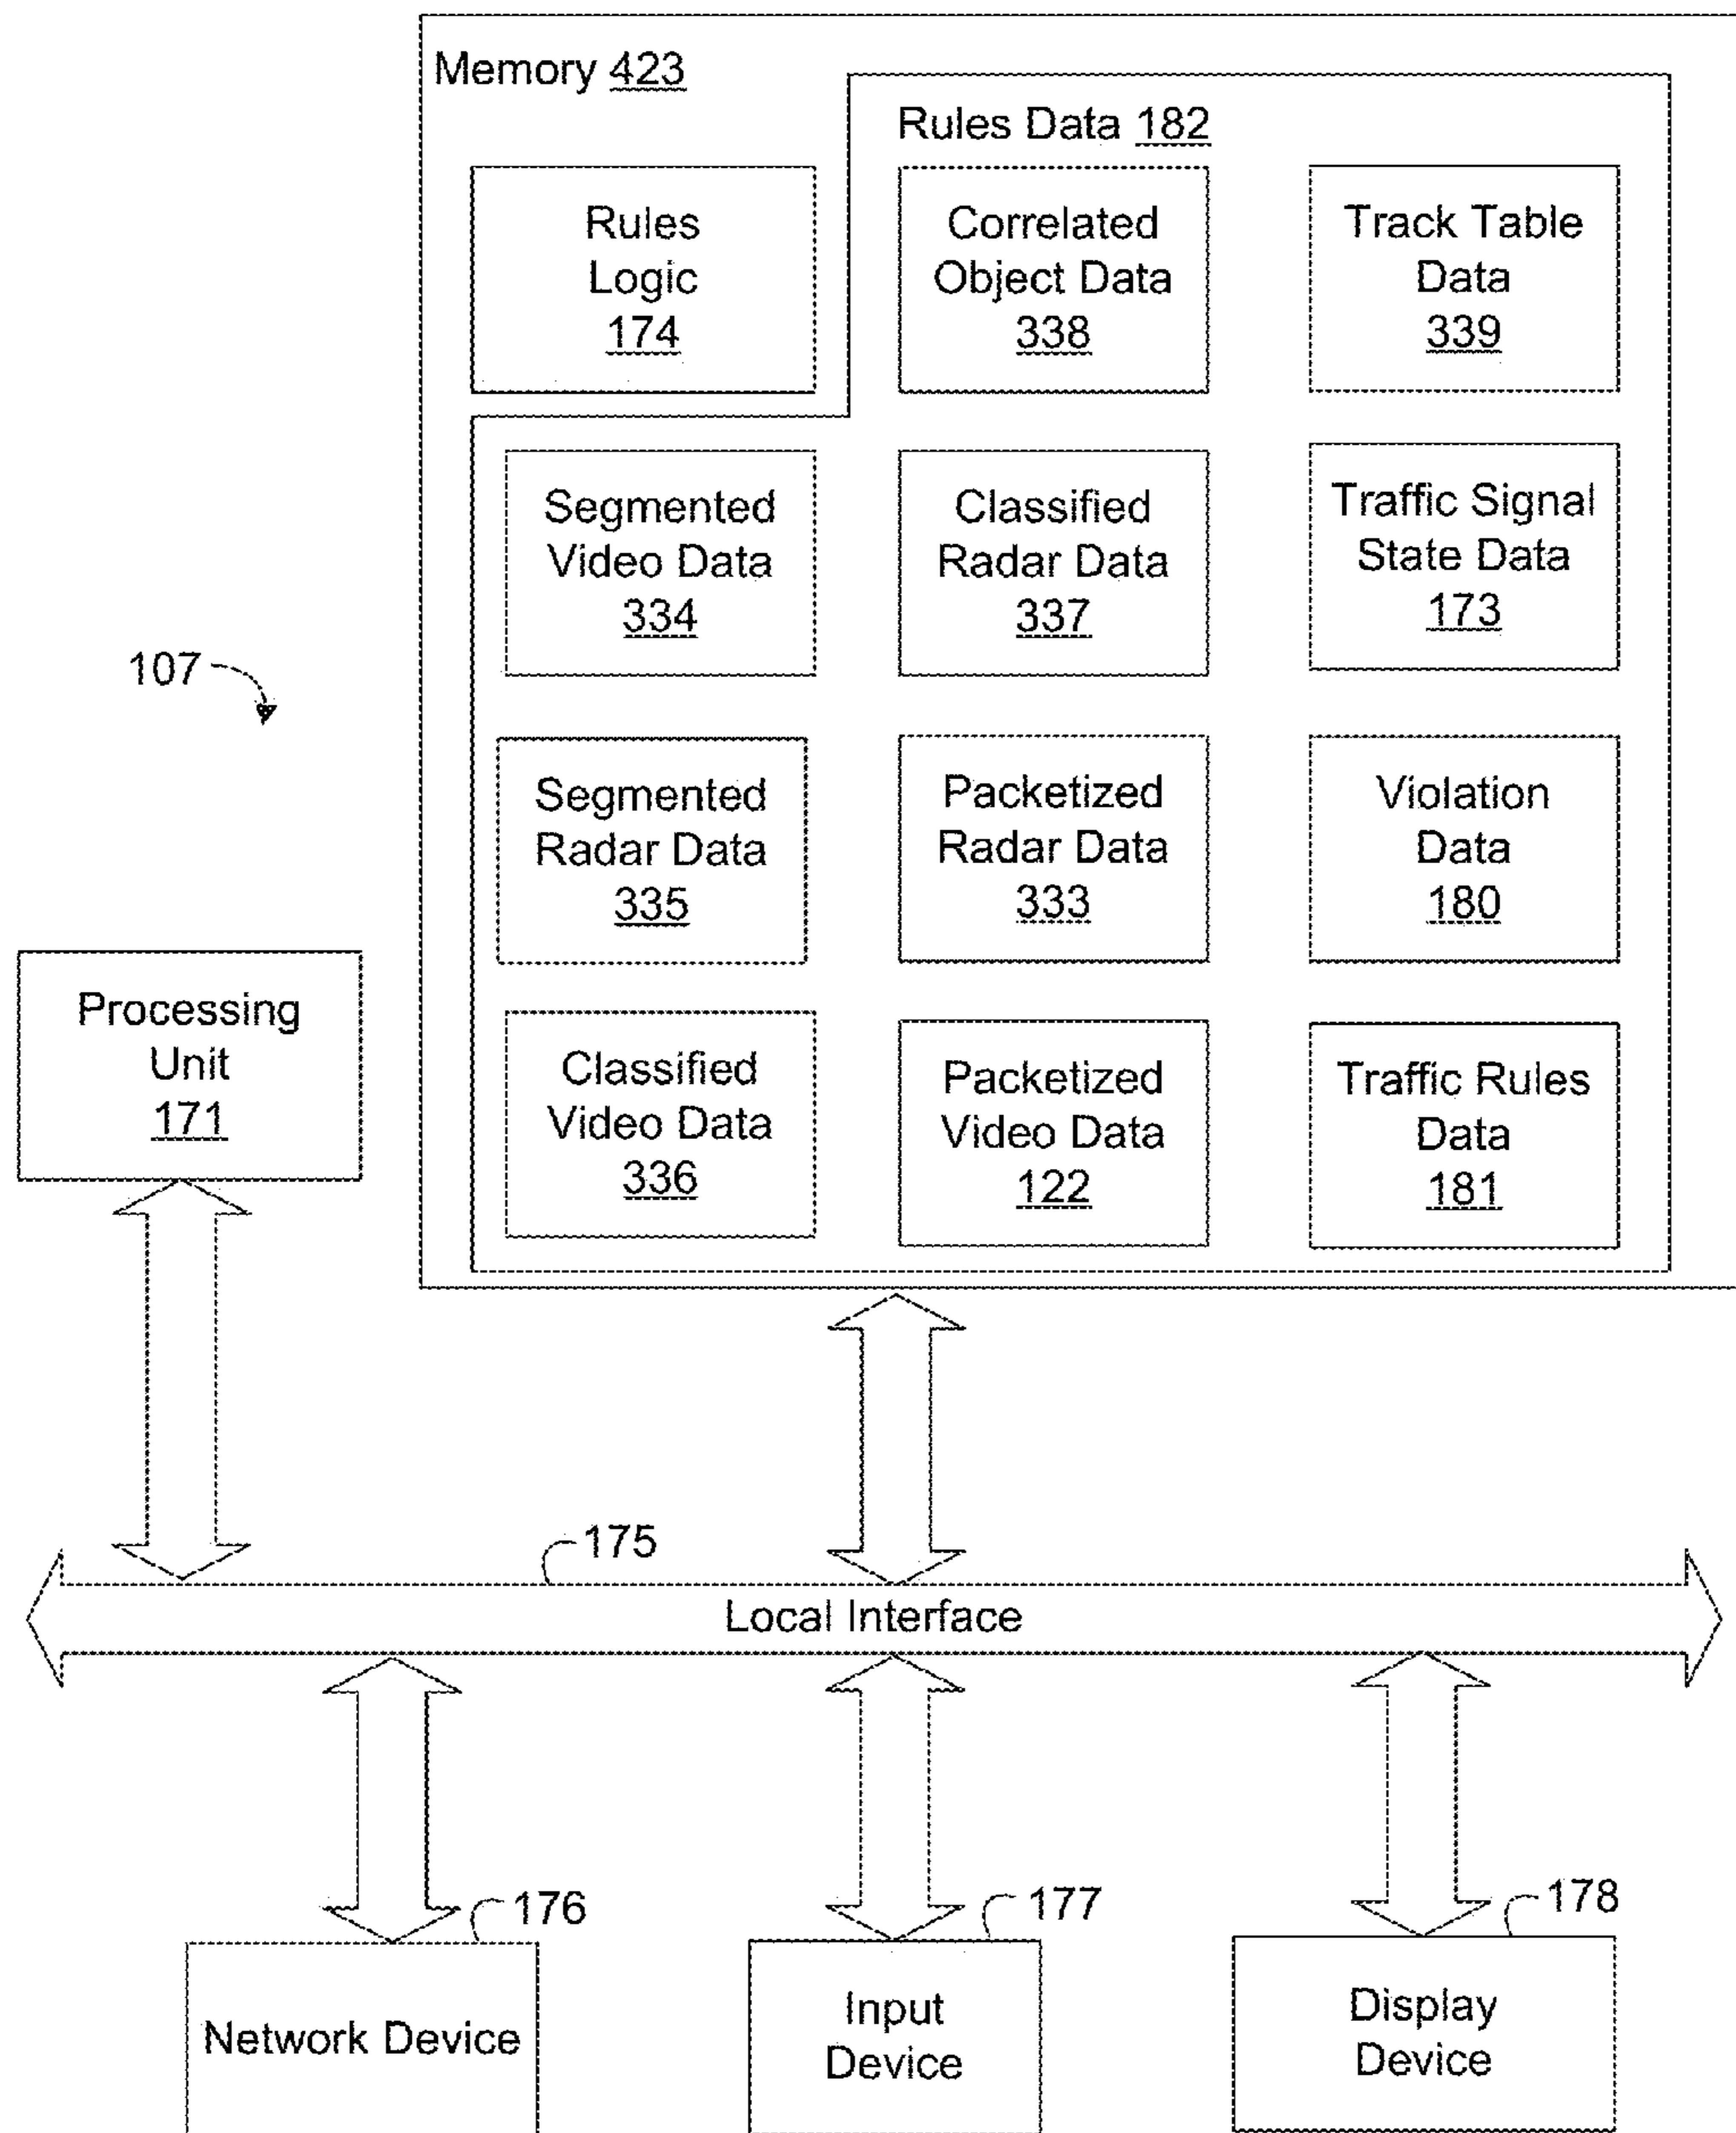 Memory 423
Rules Data 182
Rules
Logic
174
Correlated
Object Data
338
Track Table
Data
339
Segmented
Video Data
334
Classified
Radar Data
337
Traffic Signal
State Data
173
107
Segmented
Radar Data
335
Packetized
Radar Data
333
Violation
Data
180
Processing
Unit
171
Classified
Video Data
336
Packetized
Video Data
122
Traffic Rules
Data
181
175
Local Interface
176
177
178
Network Device
Input
Device
Display
Device